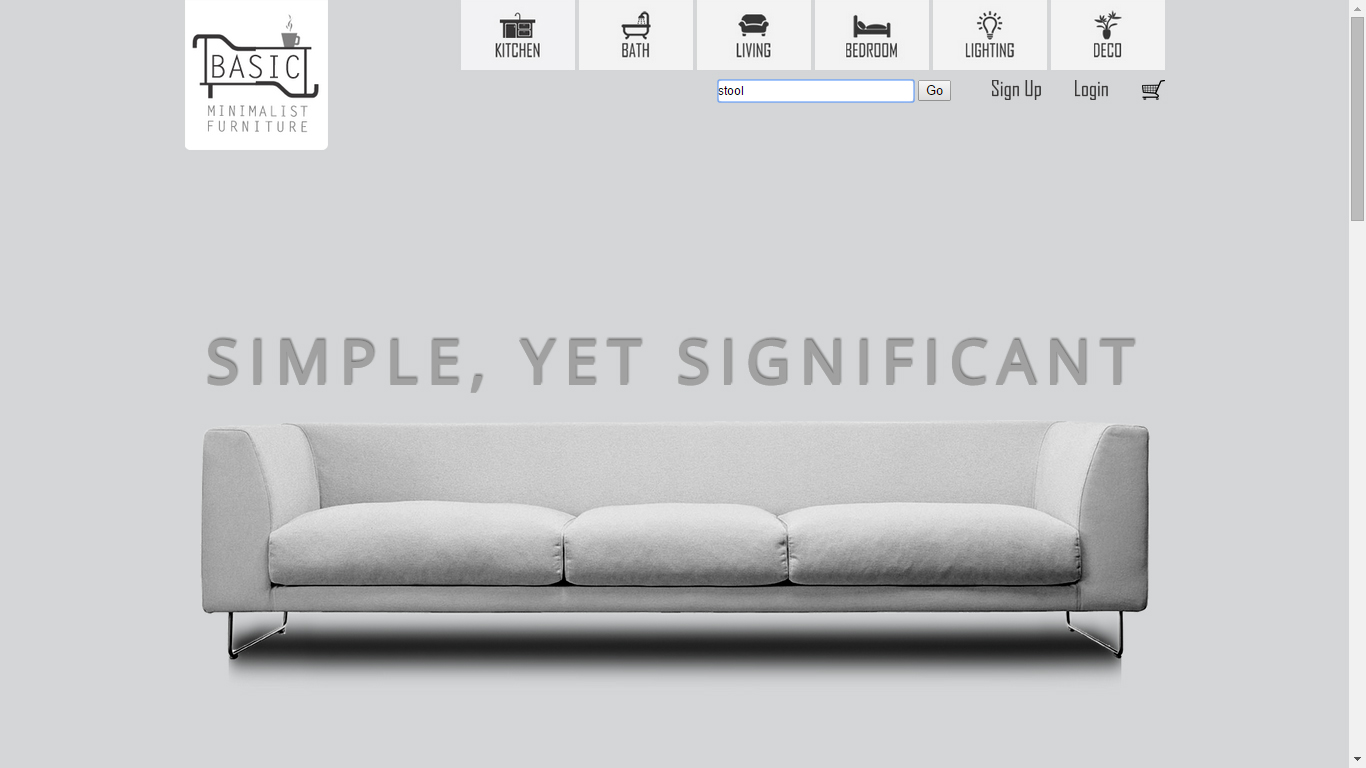 BASIC
MINIMALIST
FURNITURE
KITCHEN
BATH
LIVING
BEDROOM
LIGHTING
DECO
stool
Go
Sign Up
Login
SIMPLE, YET SIGNIFICANT